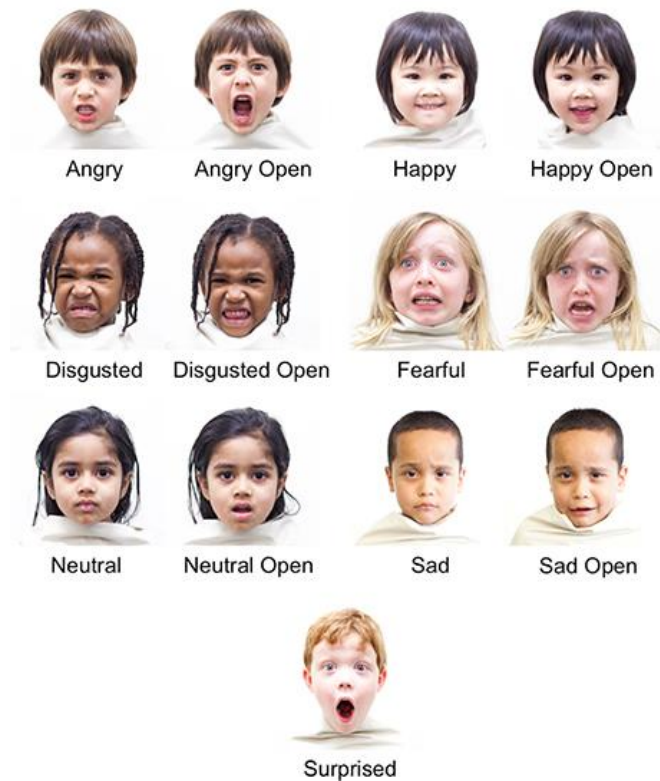 Angry Angry Open Happy Happy Open
Disgusted Disgusted Open Fearful Fearful Open
Neutral Neutral Open Sad Sad Open
Surprised